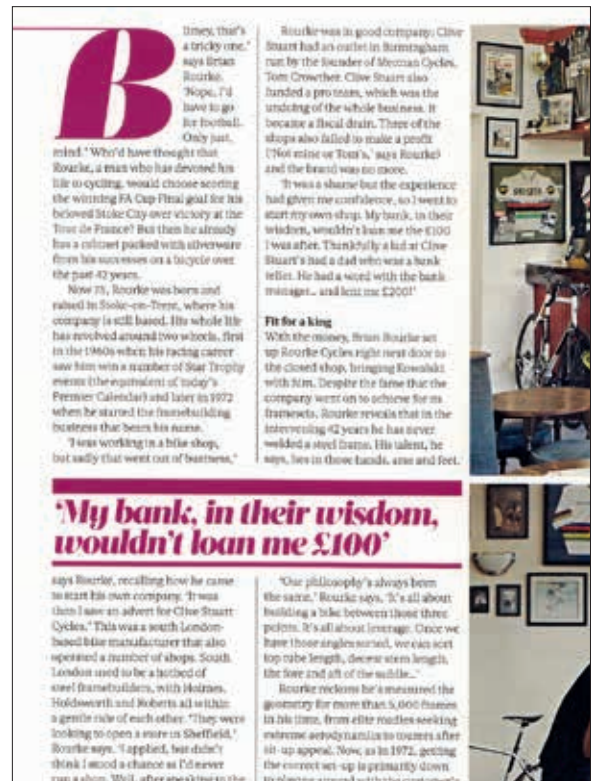 B
limey, that's
a tricky one,'
says Brian
Rourke.
'Nope, I'd
have to go
for football.
Only just,
mind.' Who'd have thought that
Rourke, a man who has devoted his
life to cycling, would choose scoring
the winning FA Cup Final goal for his
beloved Stoke City over victory at the
Tour de France? But then he already
has a cabinet packed with silverware
from his successes on a bicycle over
the past 42 years.
Now 75, Rourke was born and
raised in Stoke-on-Trent, where his
company is still based. His whole life
has revolved around two wheels, first
in the 1960s when his racing career
saw him win a number of Star Trophy
events (the equivalent of today's
Premier Calendar) and later in 1972
when he started the framebuilding
business that bears his name.
'I was working in a bike shop,
but sadly that went out of business,'
Rourke was in good company. Clive
Stuart had an outlet in Birmingham
run by the founder of Mercian Cycles,
Tom Crowther. Clive Stuart also
funded a pro team, which was the
undoing of the whole business. It
became a fiscal drain. Three of the
shops also failed to make a profit
('Not mine or Tom's,' says Rourke)
and the brand was no more.
'It was a shame but the experience
had given me confidence, so I went to
start my own shop. My bank, in their
wisdom, wouldn't loan me the £100
I was after. Thankfully a lad at Clive
Stuart's had a dad who was a bank
teller. He had a word with the bank
manager... and lent me £200!'
Fit for a king
With the money, Brian Rourke set
up Rourke Cycles right next door to
the closed shop, bringing Kowalski
with him. Despite the fame that the
company went on to achieve for its
framesets, Rourke reveals that in the
intervening 42 years he has never
welded a steel frame. His talent, he
says, lies in those hands, arms and feet.
'My bank, in their wisdom,
wouldn't loan me £100'
says Rourke, recalling how he came
to start his own company. 'It was
then I saw an advert for Clive Stuart
Cycles.' This was a south London-
based bike manufacturer that also
operated a number of shops. South
London used to be a hotbed of
steel framebuilders, with Holmes,
Holdsworth and Roberts all within
a gentle ride of each other. 'They were
looking to open a store in Sheffield,'
Rourke says. 'I applied, but didn't
think I stood a chance as I'd never
run a shop. Well, after speaking to the
'Our philosophy's always been
the same,' Rourke says. 'It's all about
building a bike between those three
points. It's all about leverage. Once we
have those angles sorted, we can sort
top tube length, decent stem length,
the fore and aft of the saddle...'
Rourke reckons he's measured the
geometry for more than 5,000 frames
in his time, from elite roadies seeking
extreme aerodynamics to tourers after
sit-up appeal. Now, as in 1972, getting
the correct set-up is primarily down